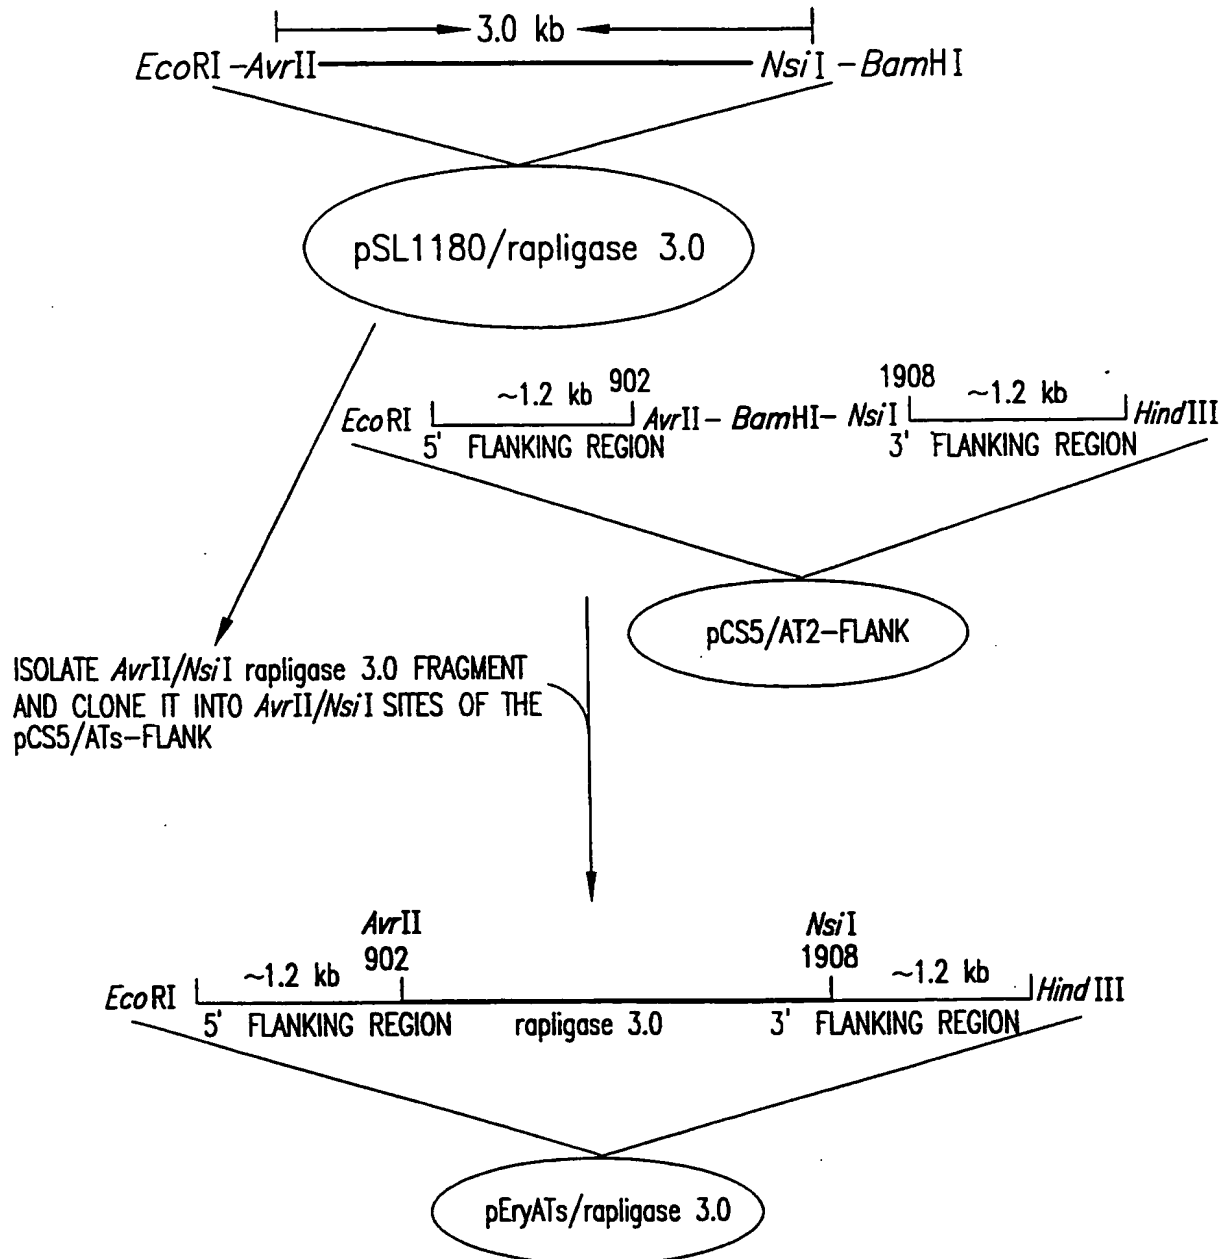 3.0 kb
EcoRI -AvrII NsiI -BamHI
pSL1180/rapligase 3.0
EcoRI ~1.2 kb 902 AvrII- BamHI- NsiI 1908 ~1.2 kb HindIII
5' FLANKING REGION 3' FLANKING REGION
pCS5/AT2-FLANK
ISOLATE AvrII/NsiI rapligase 3.0 FRAGMENT
AND CLONE IT INTO AvrII/NsiI SITES OF THE
pCS5/ATs-FLANK
AvrII NsiI
EcoRI ~1.2 kb 902 1908 ~1.2 kb HindIII
5' FLANKING REGION rapligase 3.0 3' FLANKING REGION
pEryATs/rapligase 3.0